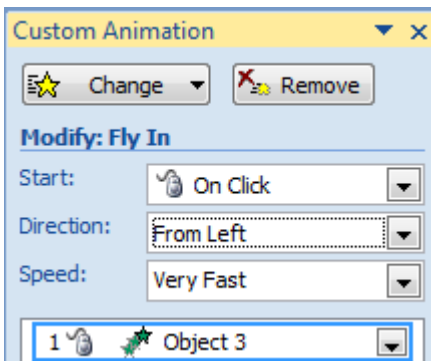 Custom Animation
Change Remove
Modify: Fly In
Start: On Click
Direction: From Left
Speed: Very Fast
1 Object 3